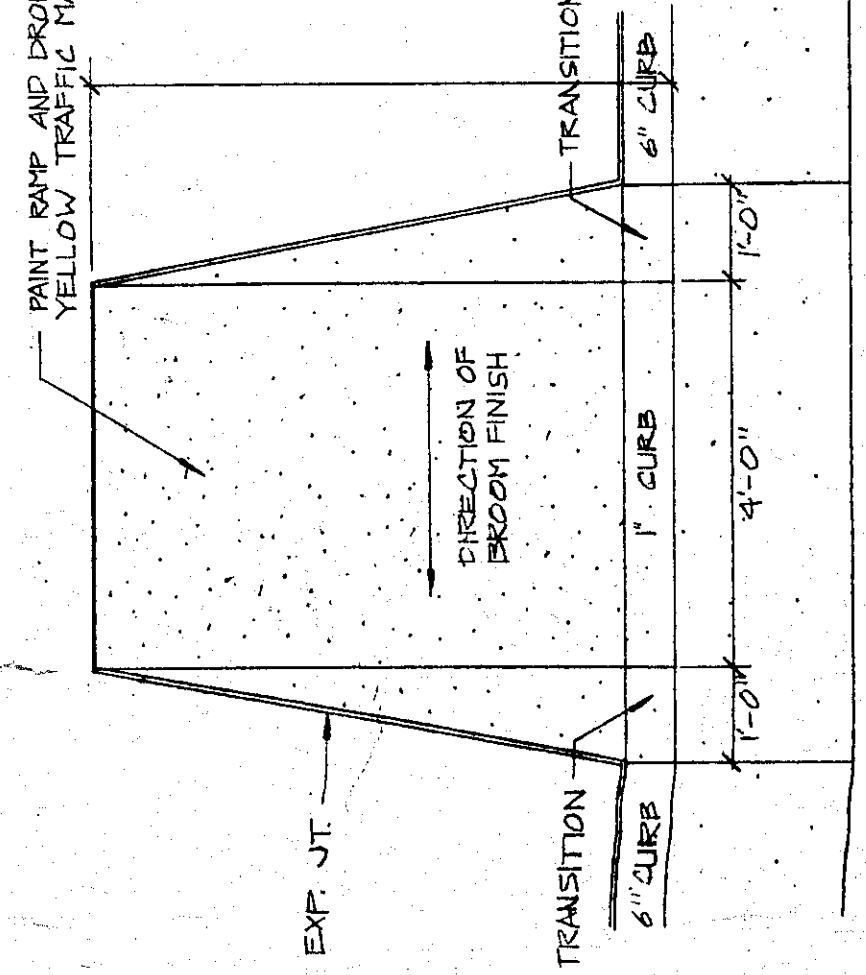 PAINT RAMP AND DROP
YELLOW TRAFFIC
TRANSITION
6" CURB
DIRECTION OF
BROOM FINISH
1" CURB
1'-0"
4'-0"
1'-0"
EXP. JT.
TRANSITION
6" CURB